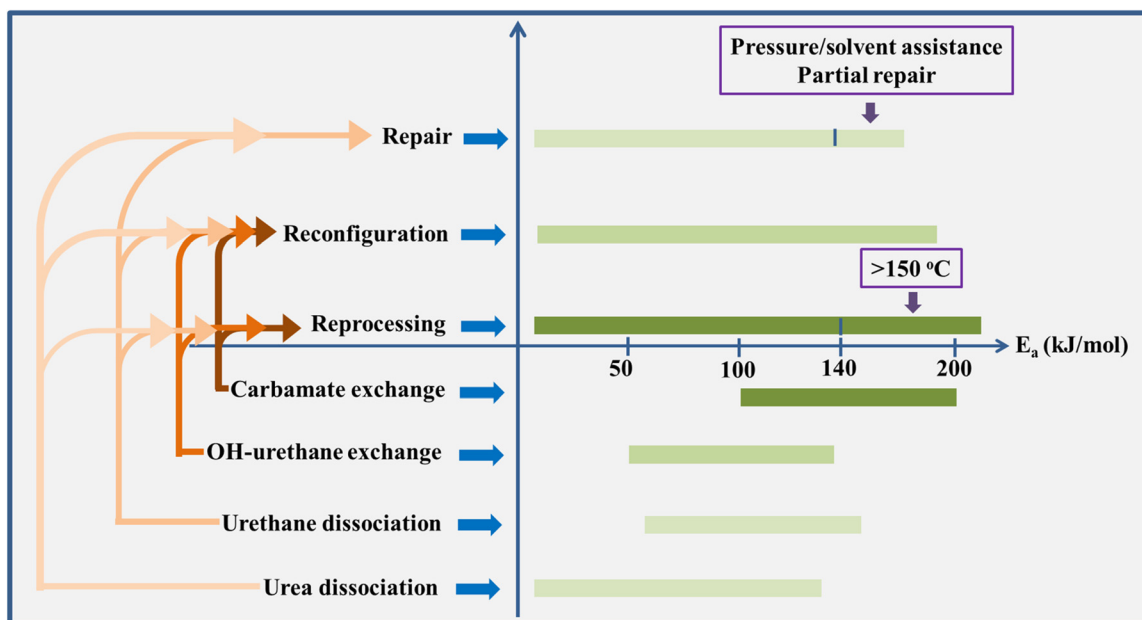 Pressure/solvent assistance
Partial repair
Repair
Reconfiguration
>150 °C
Reprocessing
Eₐ (kJ/mol)
50 100 140 200
Carbamate exchange
OH-urethane exchange
Urethane dissociation
Urea dissociation